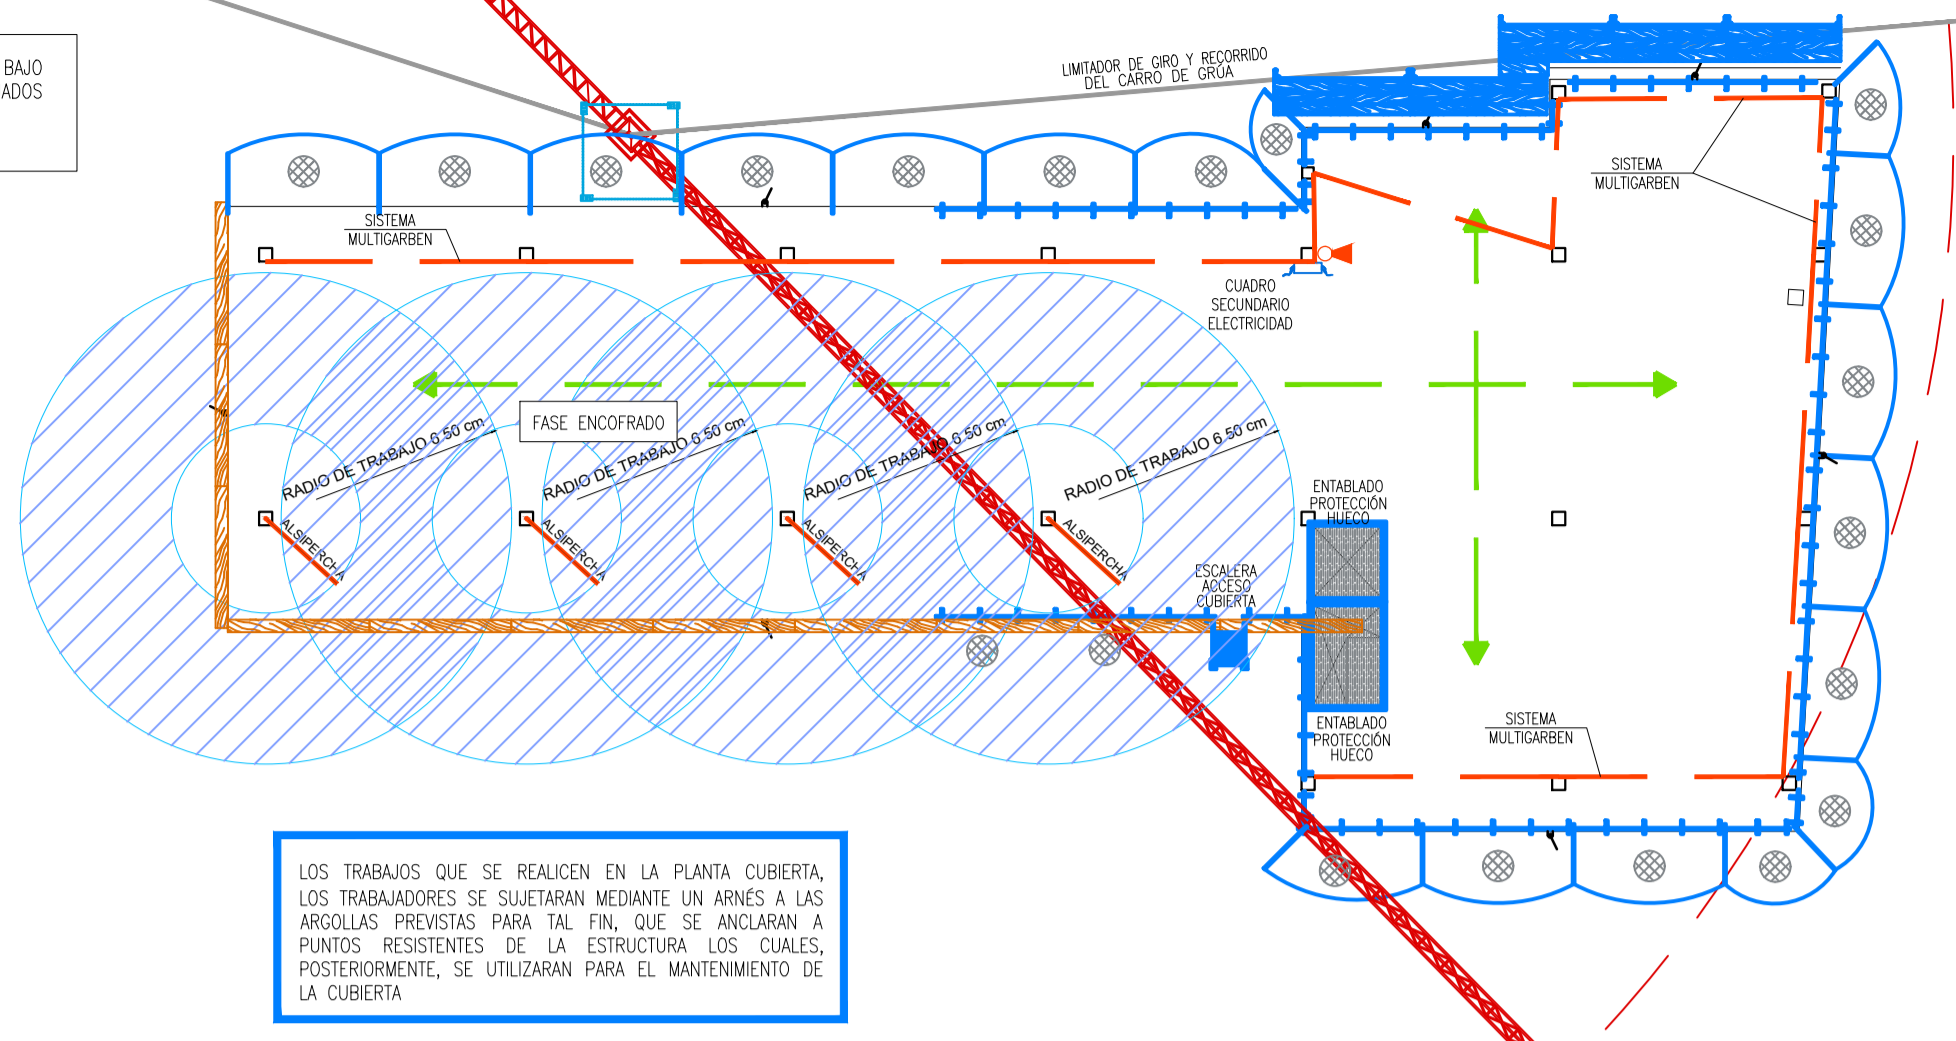 BAJO
ADOS
LIMITADOR DE GIRO Y RECORRIDO
DEL CARRO DE GRÚA
SISTEMA
MULTIGARBEN
SISTEMA
MULTIGARBEN
CUADRO
SECUNDARIO
ELECTRICIDAD
FASE ENCOFRADO
RADIO DE TRABAJO 6.50 cm
RADIO DE TRABAJO 6.50 cm
RADIO DE TRABAJO 6.50 cm
RADIO DE TRABAJO 6.50 cm
ALSIPERCHA
ALSIPERCHA
ALSIPERCHA
ALSIPERCHA
ENTABLADO
PROTECCIÓN
HUECO
ESCALERA
ACCESO
CUBIERTA
ENTABLADO
PROTECCIÓN
HUECO
SISTEMA
MULTIGARBEN
LOS TRABAJOS QUE SE REALICEN EN LA PLANTA CUBIERTA,
LOS TRABAJADORES SE SUJETARAN MEDIANTE UN ARNÉS A LAS
ARGOLLAS PREVISTAS PARA TAL FIN, QUE SE ANCLARAN A
PUNTOS RESISTENTES DE LA ESTRUCTURA LOS CUALES,
POSTERIORMENTE, SE UTILIZARAN PARA EL MANTENIMIENTO DE
LA CUBIERTA